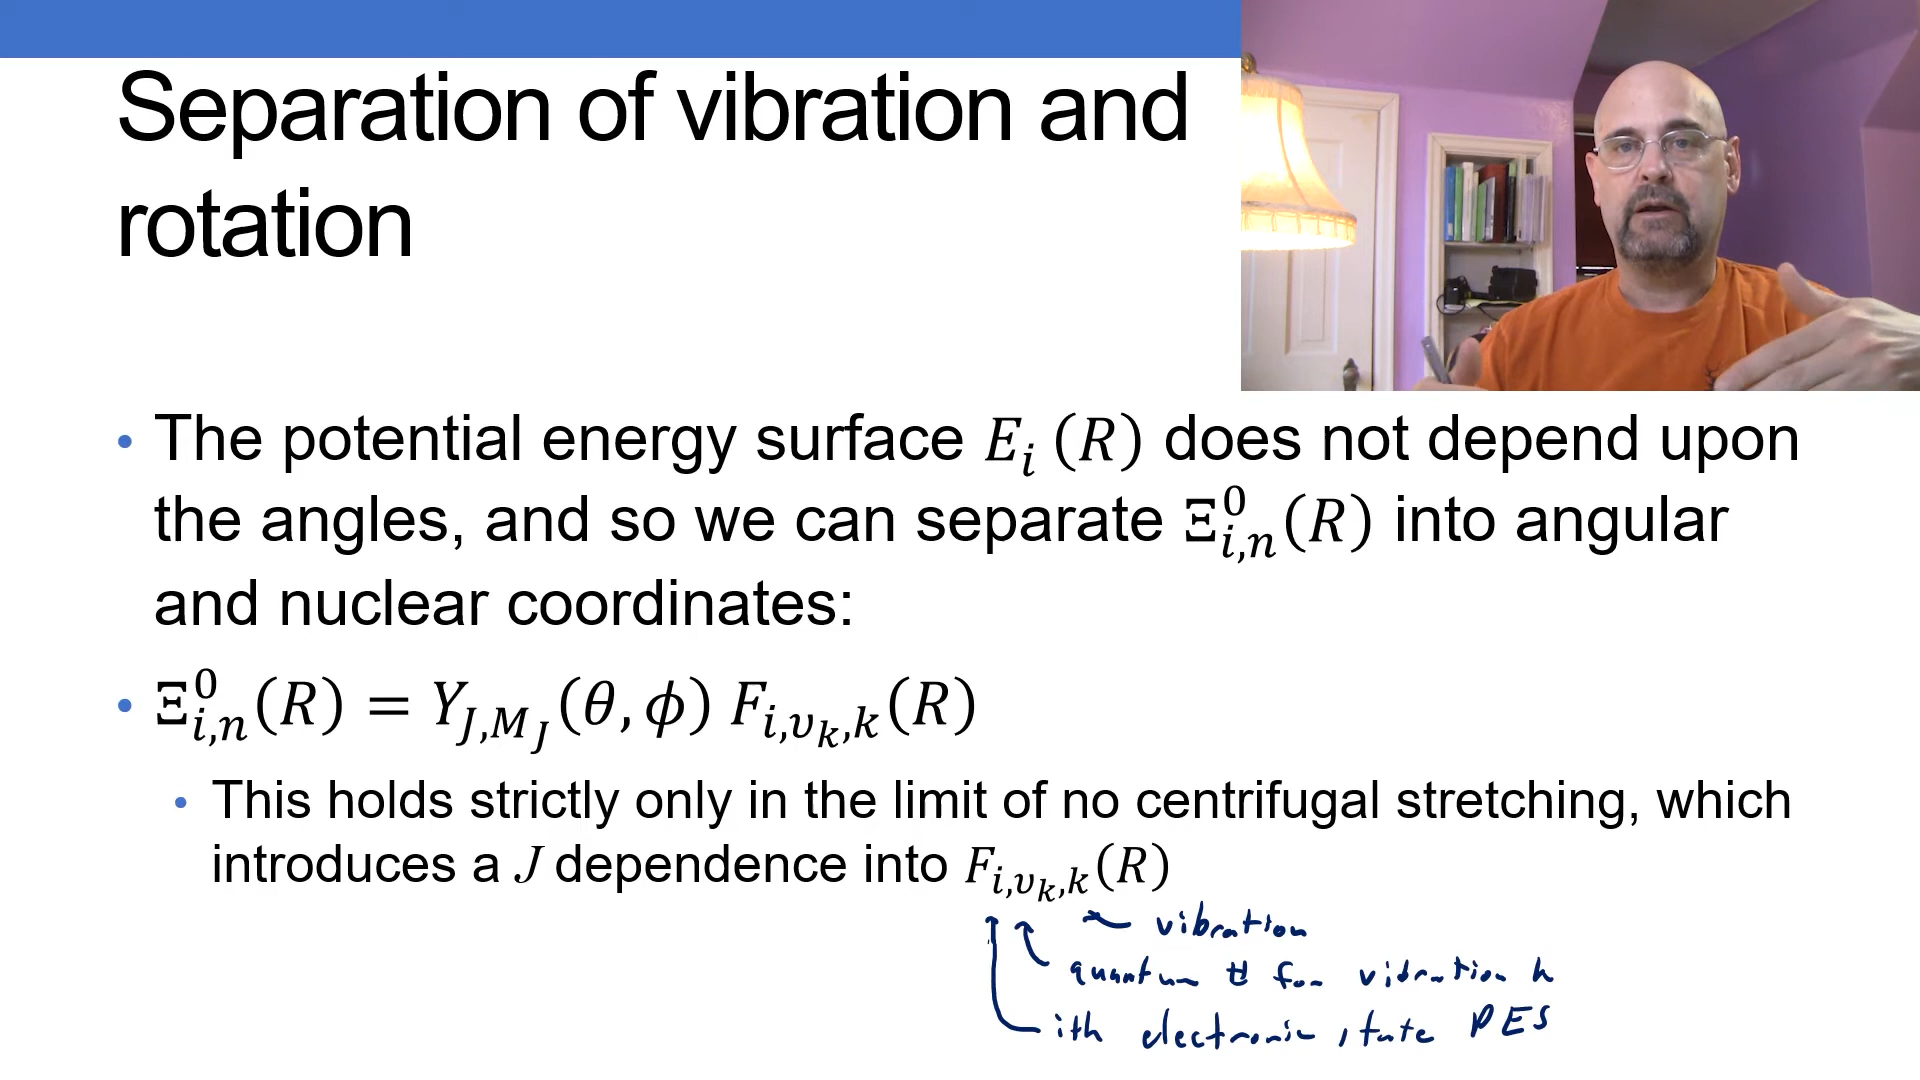 Separation of vibration and
rotation
• The potential energy surface E_i (R) does not depend upon
the angles, and so we can separate Ξ^0_{i,n}(R) into angular
and nuclear coordinates:
• Ξ^0_{i,n}(R) = Y_{J,M_J}(θ,ϕ) F_{i,υ_k,k}(R)
• This holds strictly only in the limit of no centrifugal stretching, which
introduces a J dependence into F_{i,υ_k,k}(R)
vibration
quantum # for vibration k
ith electronic state PES